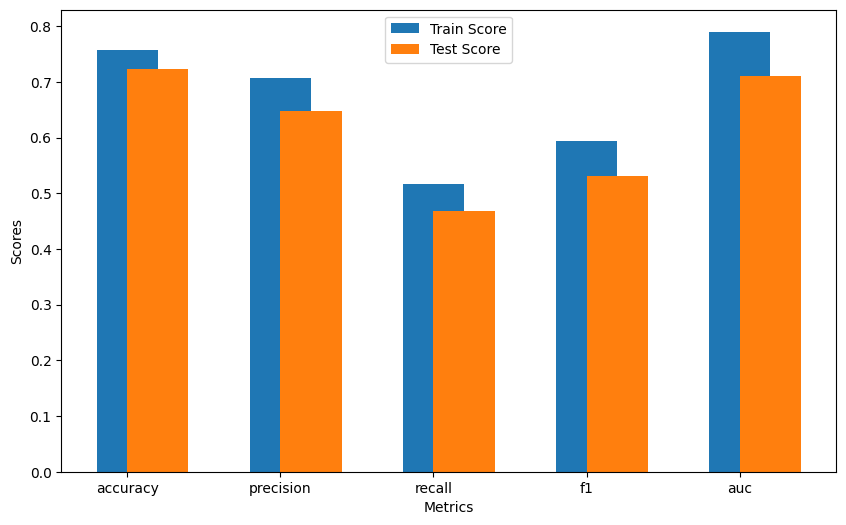 Train Score
Test Score
Scores
0.8
0.7
0.6
0.5
0.4
0.3
0.2
0.1
0.0
accuracy precision recall f1 auc
Metrics